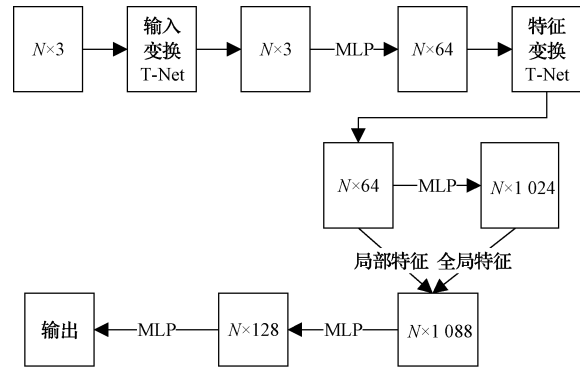 N×3
输入
变换
T-Net
N×3
MLP
N×64
特征
变换
T-Net
N×64
MLP
N×1 024
局部特征
全局特征
输出
MLP
N×128
MLP
N×1 088